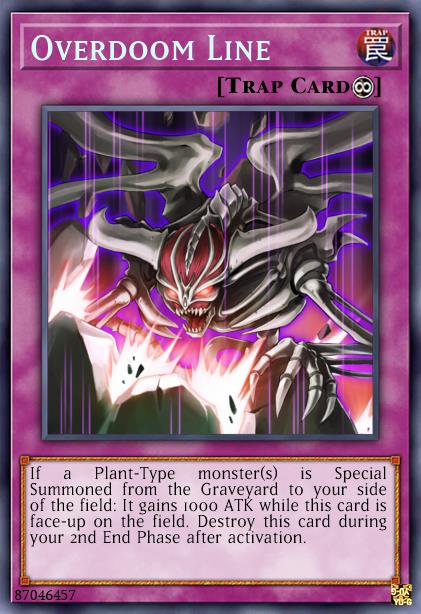 OVERDOOM LINE
TRAP
罠
[TRAP CARD]
If a Plant-Type monster(s) is Special
Summoned from the Graveyard to your side
of the field: It gains 1000 ATK while this card is
face-up on the field. Destroy this card during
your 2nd End Phase after activation.
87046457